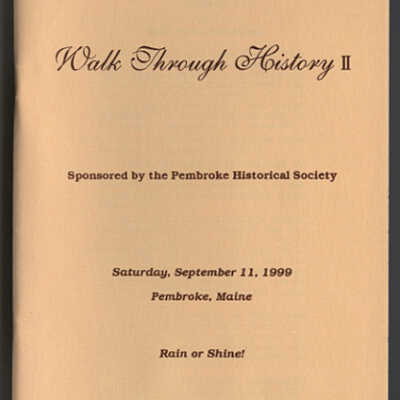 Walk Through History II
Sponsored by the Pembroke Historical Society
Saturday, September 11, 1999
Pembroke, Maine
Rain or Shine!